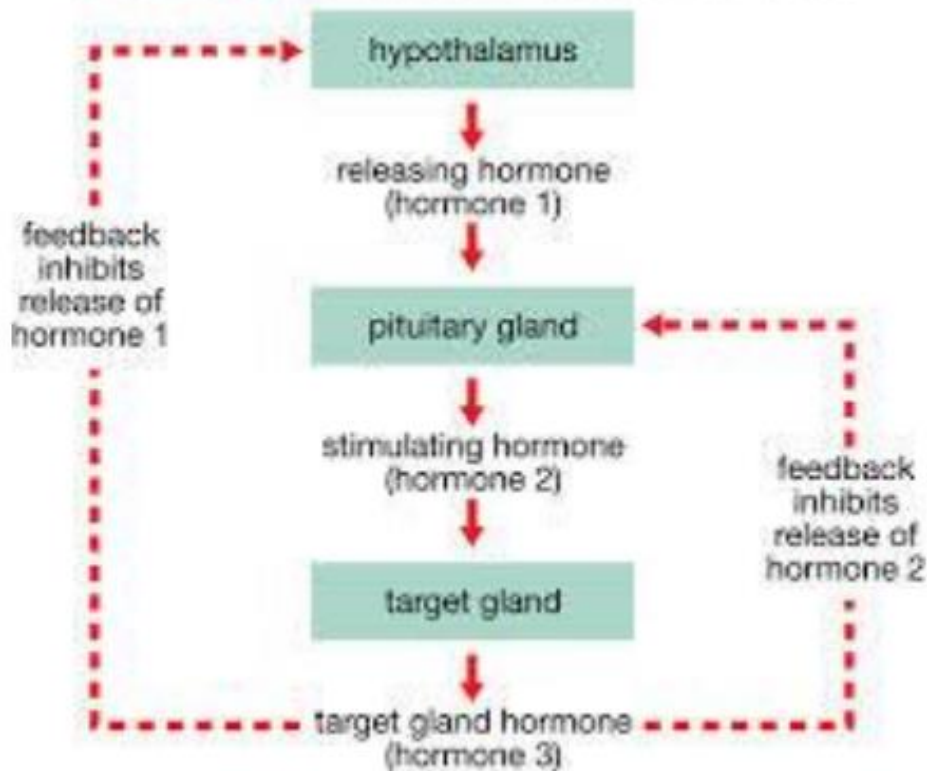 hypothalamus
releasing hormone
(hormone 1)
feedback
inhibits
release of
hormone 1
pituitary gland
stimulating hormone
(hormone 2)
feedback
inhibits
release of
hormone 2
target gland
target gland hormone
(hormone 3)